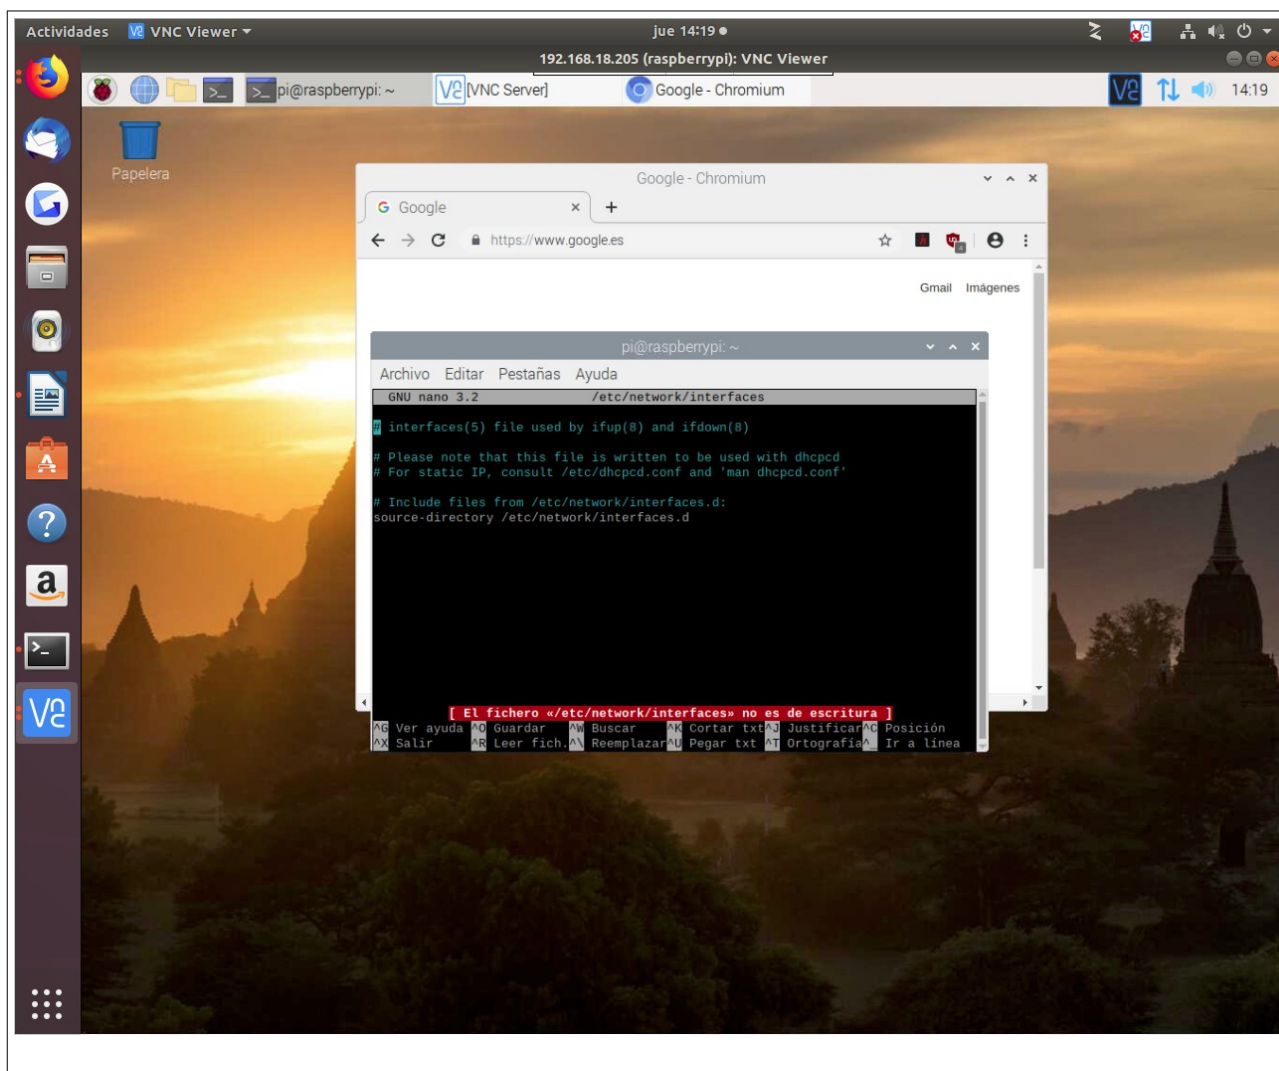 Actividades VNC Viewer jue 14:19
192.168.18.205 (raspberrypi): VNC Viewer
pi@raspberrypi: ~ [VNC Server] Google - Chromium 14:19
Papelera
Google - Chromium
Google
https://www.google.es
Gmail Imágenes
pi@raspberrypi: ~
Archivo Editar Pestañas Ayuda
GNU nano 3.2 /etc/network/interfaces
# interfaces(5) file used by ifup(8) and ifdown(8)
# Please note that this file is written to be used with dhcpcd
# For static IP, consult /etc/dhcpcd.conf and 'man dhcpcd.conf'
# Include files from /etc/network/interfaces.d:
source-directory /etc/network/interfaces.d
[ El fichero «/etc/network/interfaces» no es de escritura ]
^G Ver ayuda ^O Guardar ^W Buscar ^K Cortar txt ^J Justificar ^C Posición
^X Salir ^R Leer fich. ^\ Reemplazar ^U Pegar txt ^T Ortografía ^_ Ir a línea